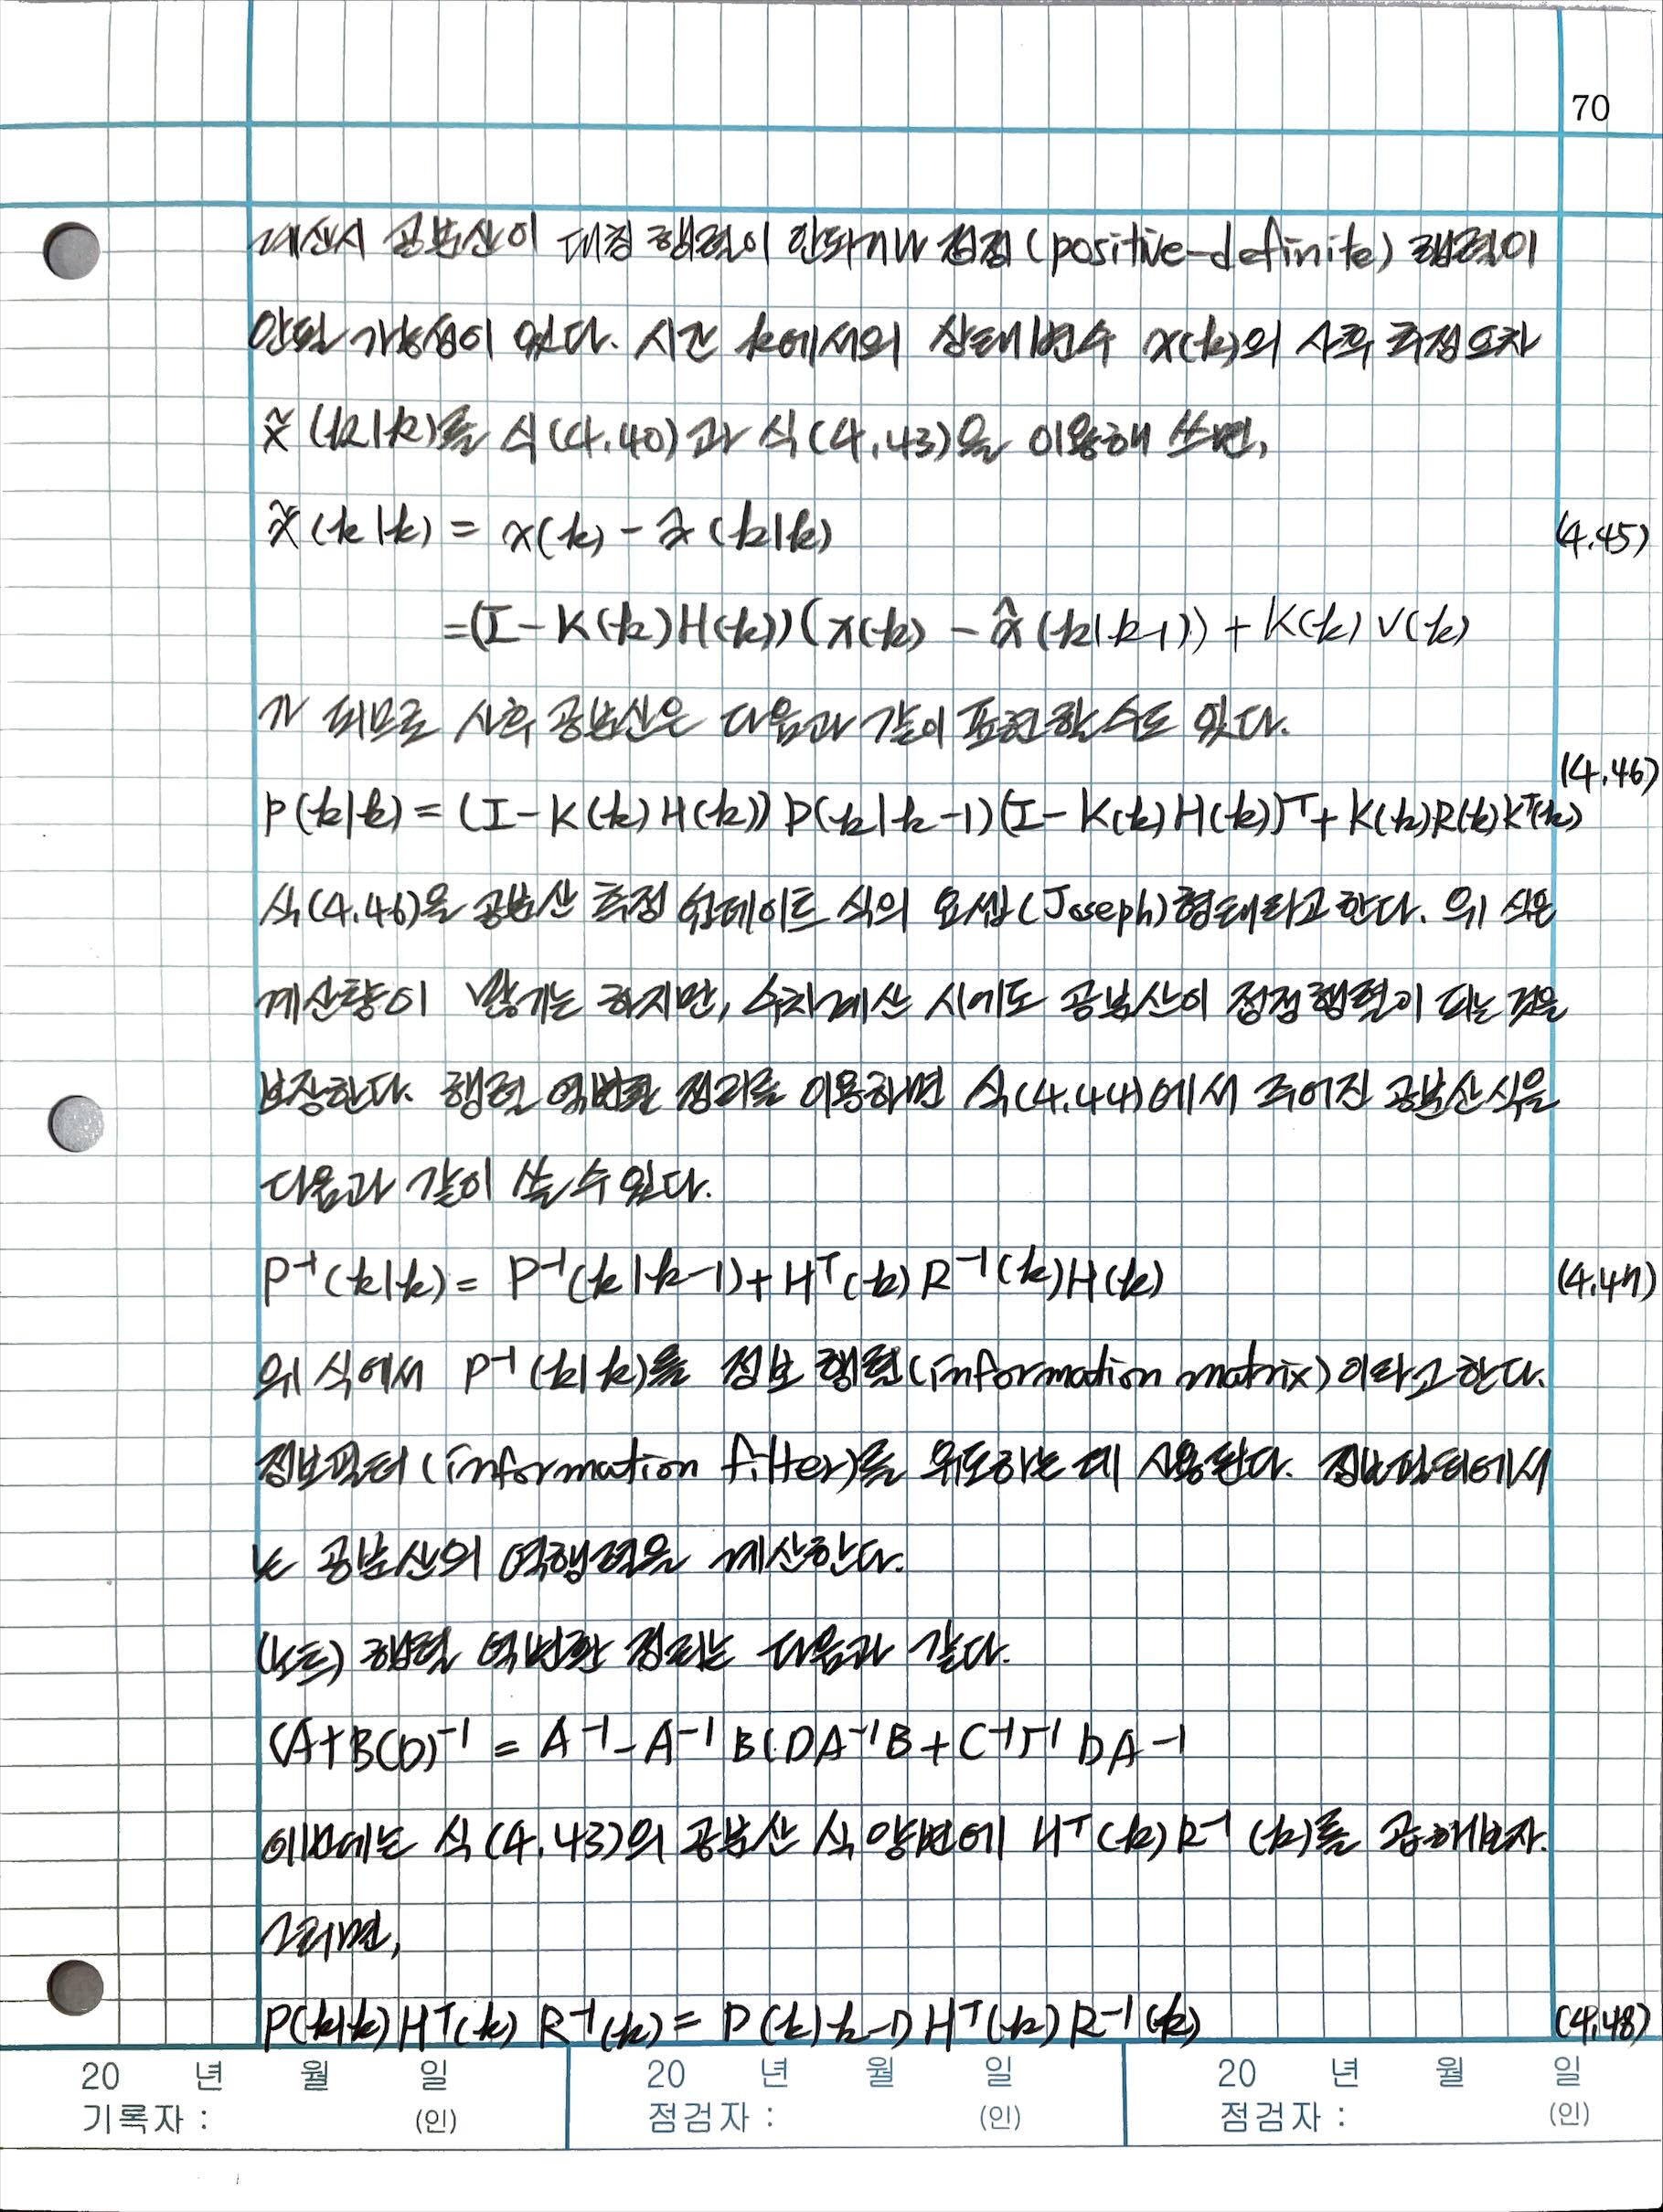 70
계산시 공분산이 대칭 행렬이 안되거나 정정(positive-definite) 행렬이
안될 가능성이 있다. 시간 k에서의 상태변수 x(k)의 사후 추정오차
x̃(k|k)를 식(4.40)과 식(4.43)을 이용해 쓰면,
x̃(k|k) = x(k) - x̂(k|k) (4.45)
=(I-K(k)H(k))(x(k) - x̂(k|k-1)) + K(k)v(k)
가 되므로 사후 공분산은 다음과 같이 표현할 수도 있다.
(4.46)
P(k|k) = (I-K(k)H(k))P(k|k-1)(I-K(k)H(k))ᵀ+K(k)R(k)Kᵀ(k)
식(4.46)을 공분산 측정 업데이트 식의 요셉(Joseph)형태라고 한다. 위 식은
계산량이 많기는 하지만, 수치계산 시에도 공분산이 정정행렬이 되는 것을
보장한다. 행렬 역변환 정리를 이용하면 식(4.44)에서 주어진 공분산식을
다음과 같이 쓸 수 있다.
P⁻¹(k|k) = P⁻¹(k|k-1)+Hᵀ(k)R⁻¹(k)H(k) (4.47)
위 식에서 P⁻¹(k|k)를 정보 행렬(information matrix)이라고 한다.
정보필터(information filter)를 유도하는 데 사용된다. 정보필터에서
는 공분산의 역행렬을 계산한다.
(노트) 행렬 역변환 정리는 다음과 같다.
(A+BCD)⁻¹ = A⁻¹-A⁻¹B(DA⁻¹B+C⁻¹)⁻¹DA⁻¹
이번에는 식(4.43)의 공분산 식 양변에 Hᵀ(k)R⁻¹(k)를 곱해보자.
그러면,
P(k|k)Hᵀ(k)R⁻¹(k) = P(k|k-1)Hᵀ(k)R⁻¹(k) (4.48)
20 년 월 일 20 년 월 일 20 년 월 일
기록자 : (인) 점검자 : (인) 점검자 : (인)